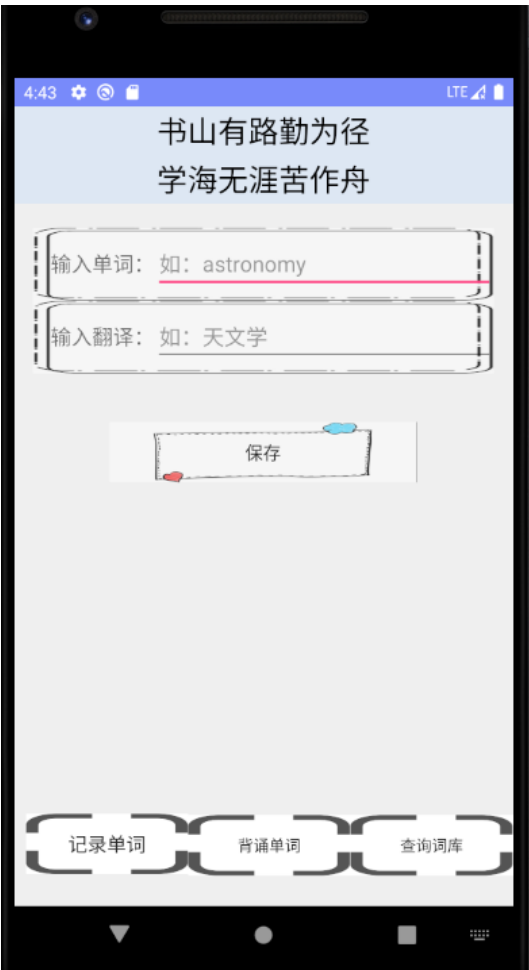 4:43 LTE
书山有路勤为径
学海无涯苦作舟
输入单词： 如：astronomy
输入翻译： 如：天文学
保存
记录单词 背诵单词 查询词库